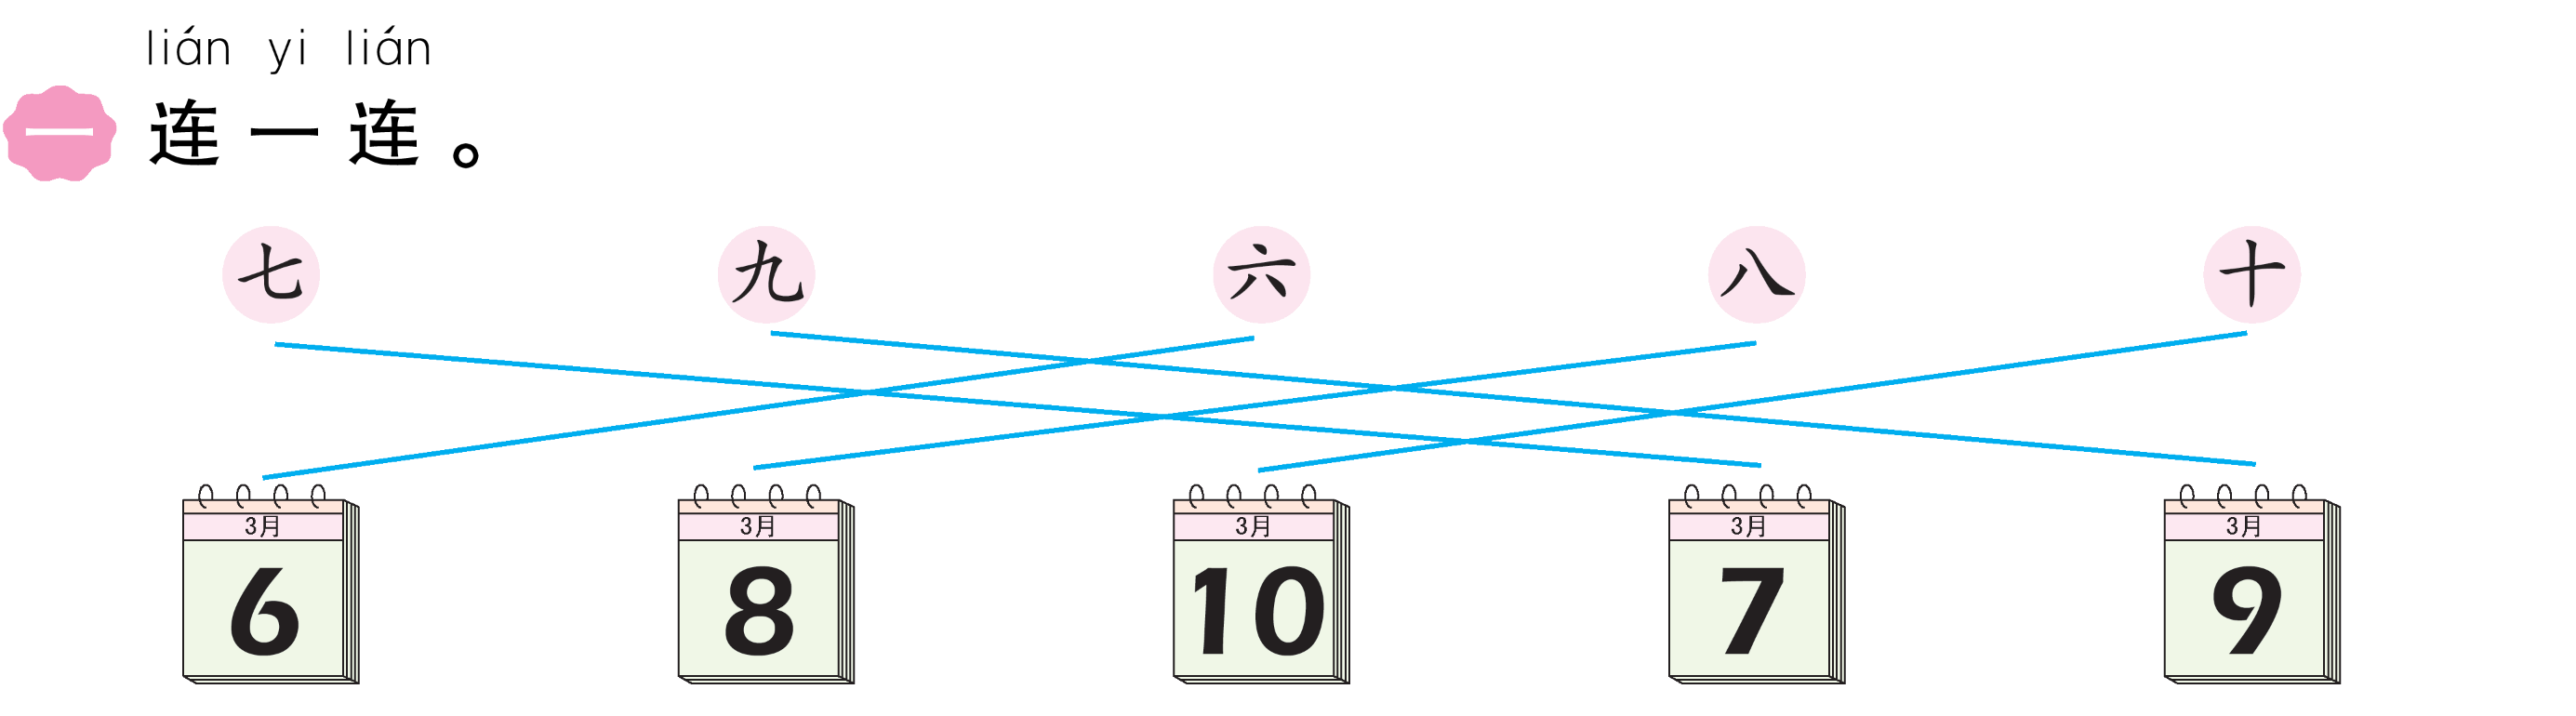 lián yi lián
一 连一连。
七 九 六 八 十
3月 3月 3月 3月 3月
6 8 10 7 9